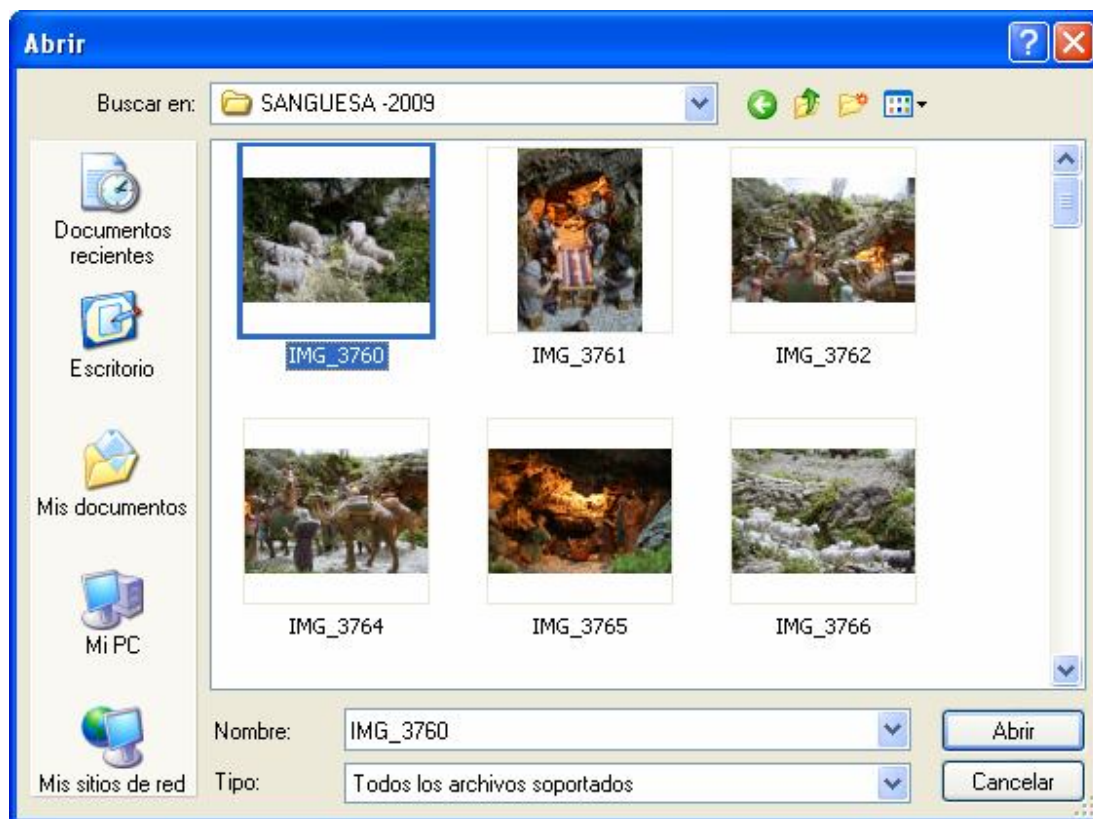 Abrir
Buscar en:
SANGUESA -2009
Documentos
recientes
Escritorio
Mis documentos
Mi PC
Mis sitios de red
IMG_3760
IMG_3761
IMG_3762
IMG_3764
IMG_3765
IMG_3766
Nombre:
IMG_3760
Abrir
Tipo:
Todos los archivos soportados
Cancelar